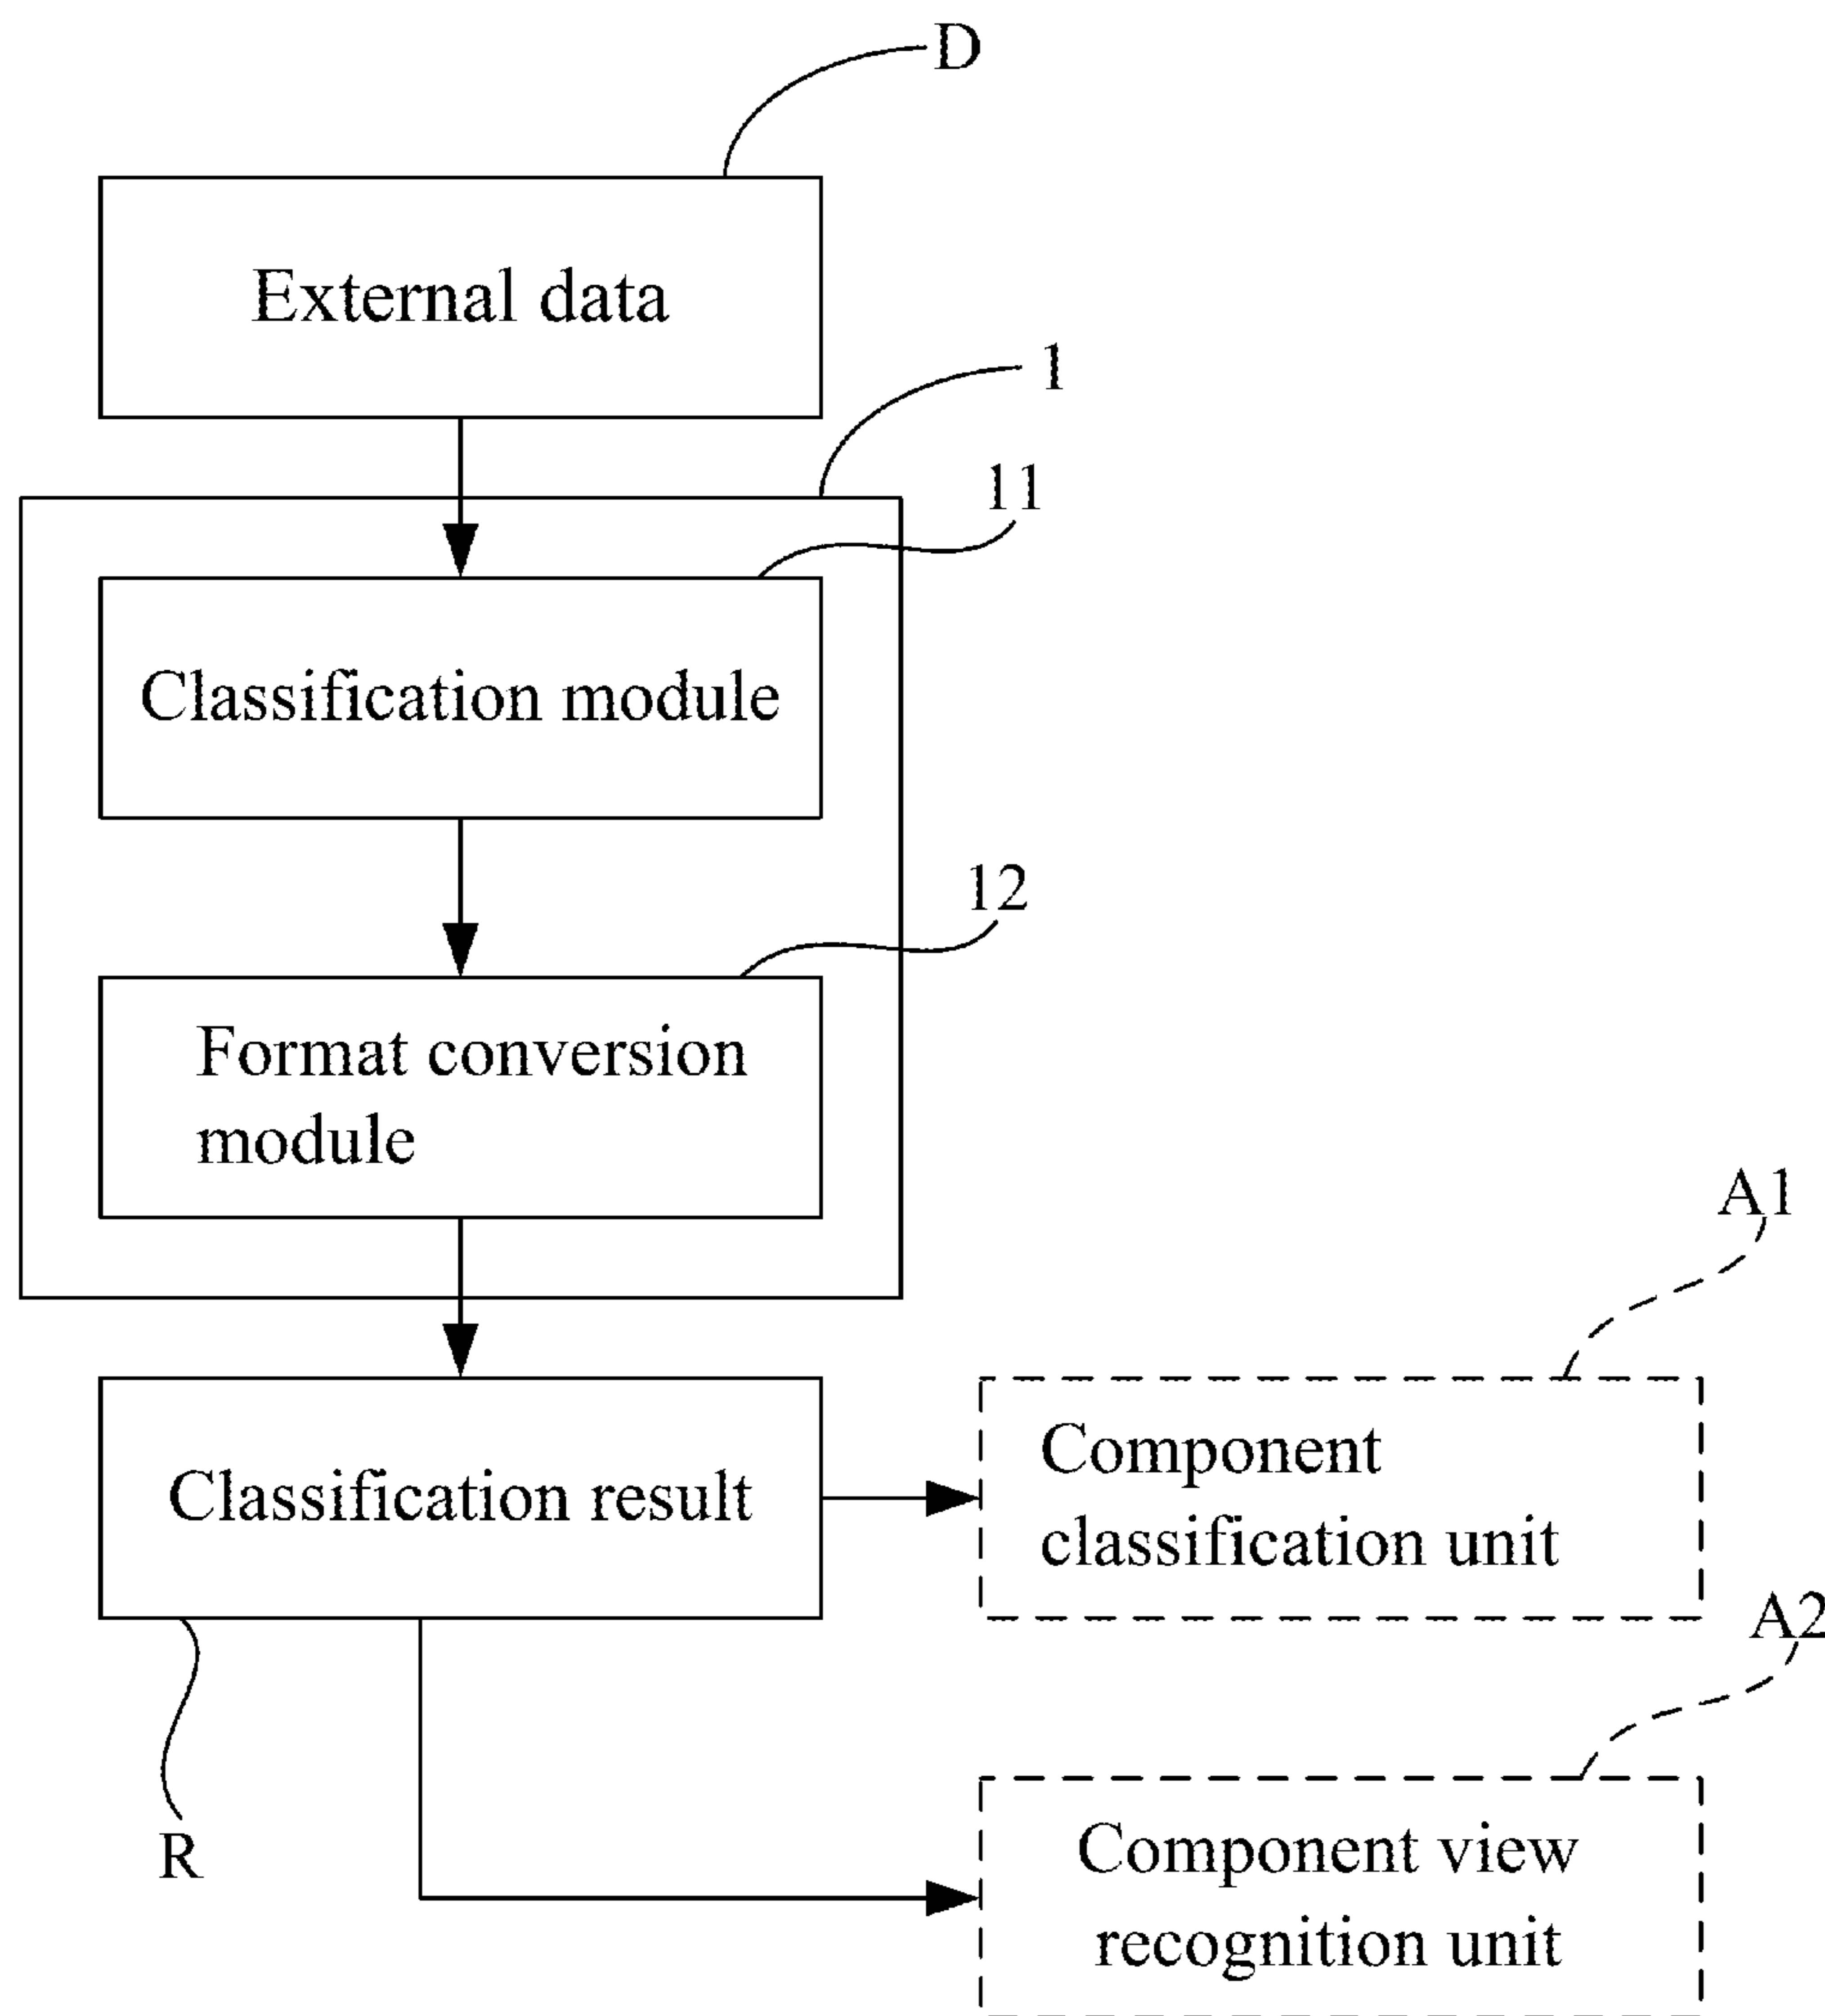 D
External data
1
11
Classification module
12
Format conversion
module
A1
Component
classification unit
Classification result
A2
R
Component view
recognition unit